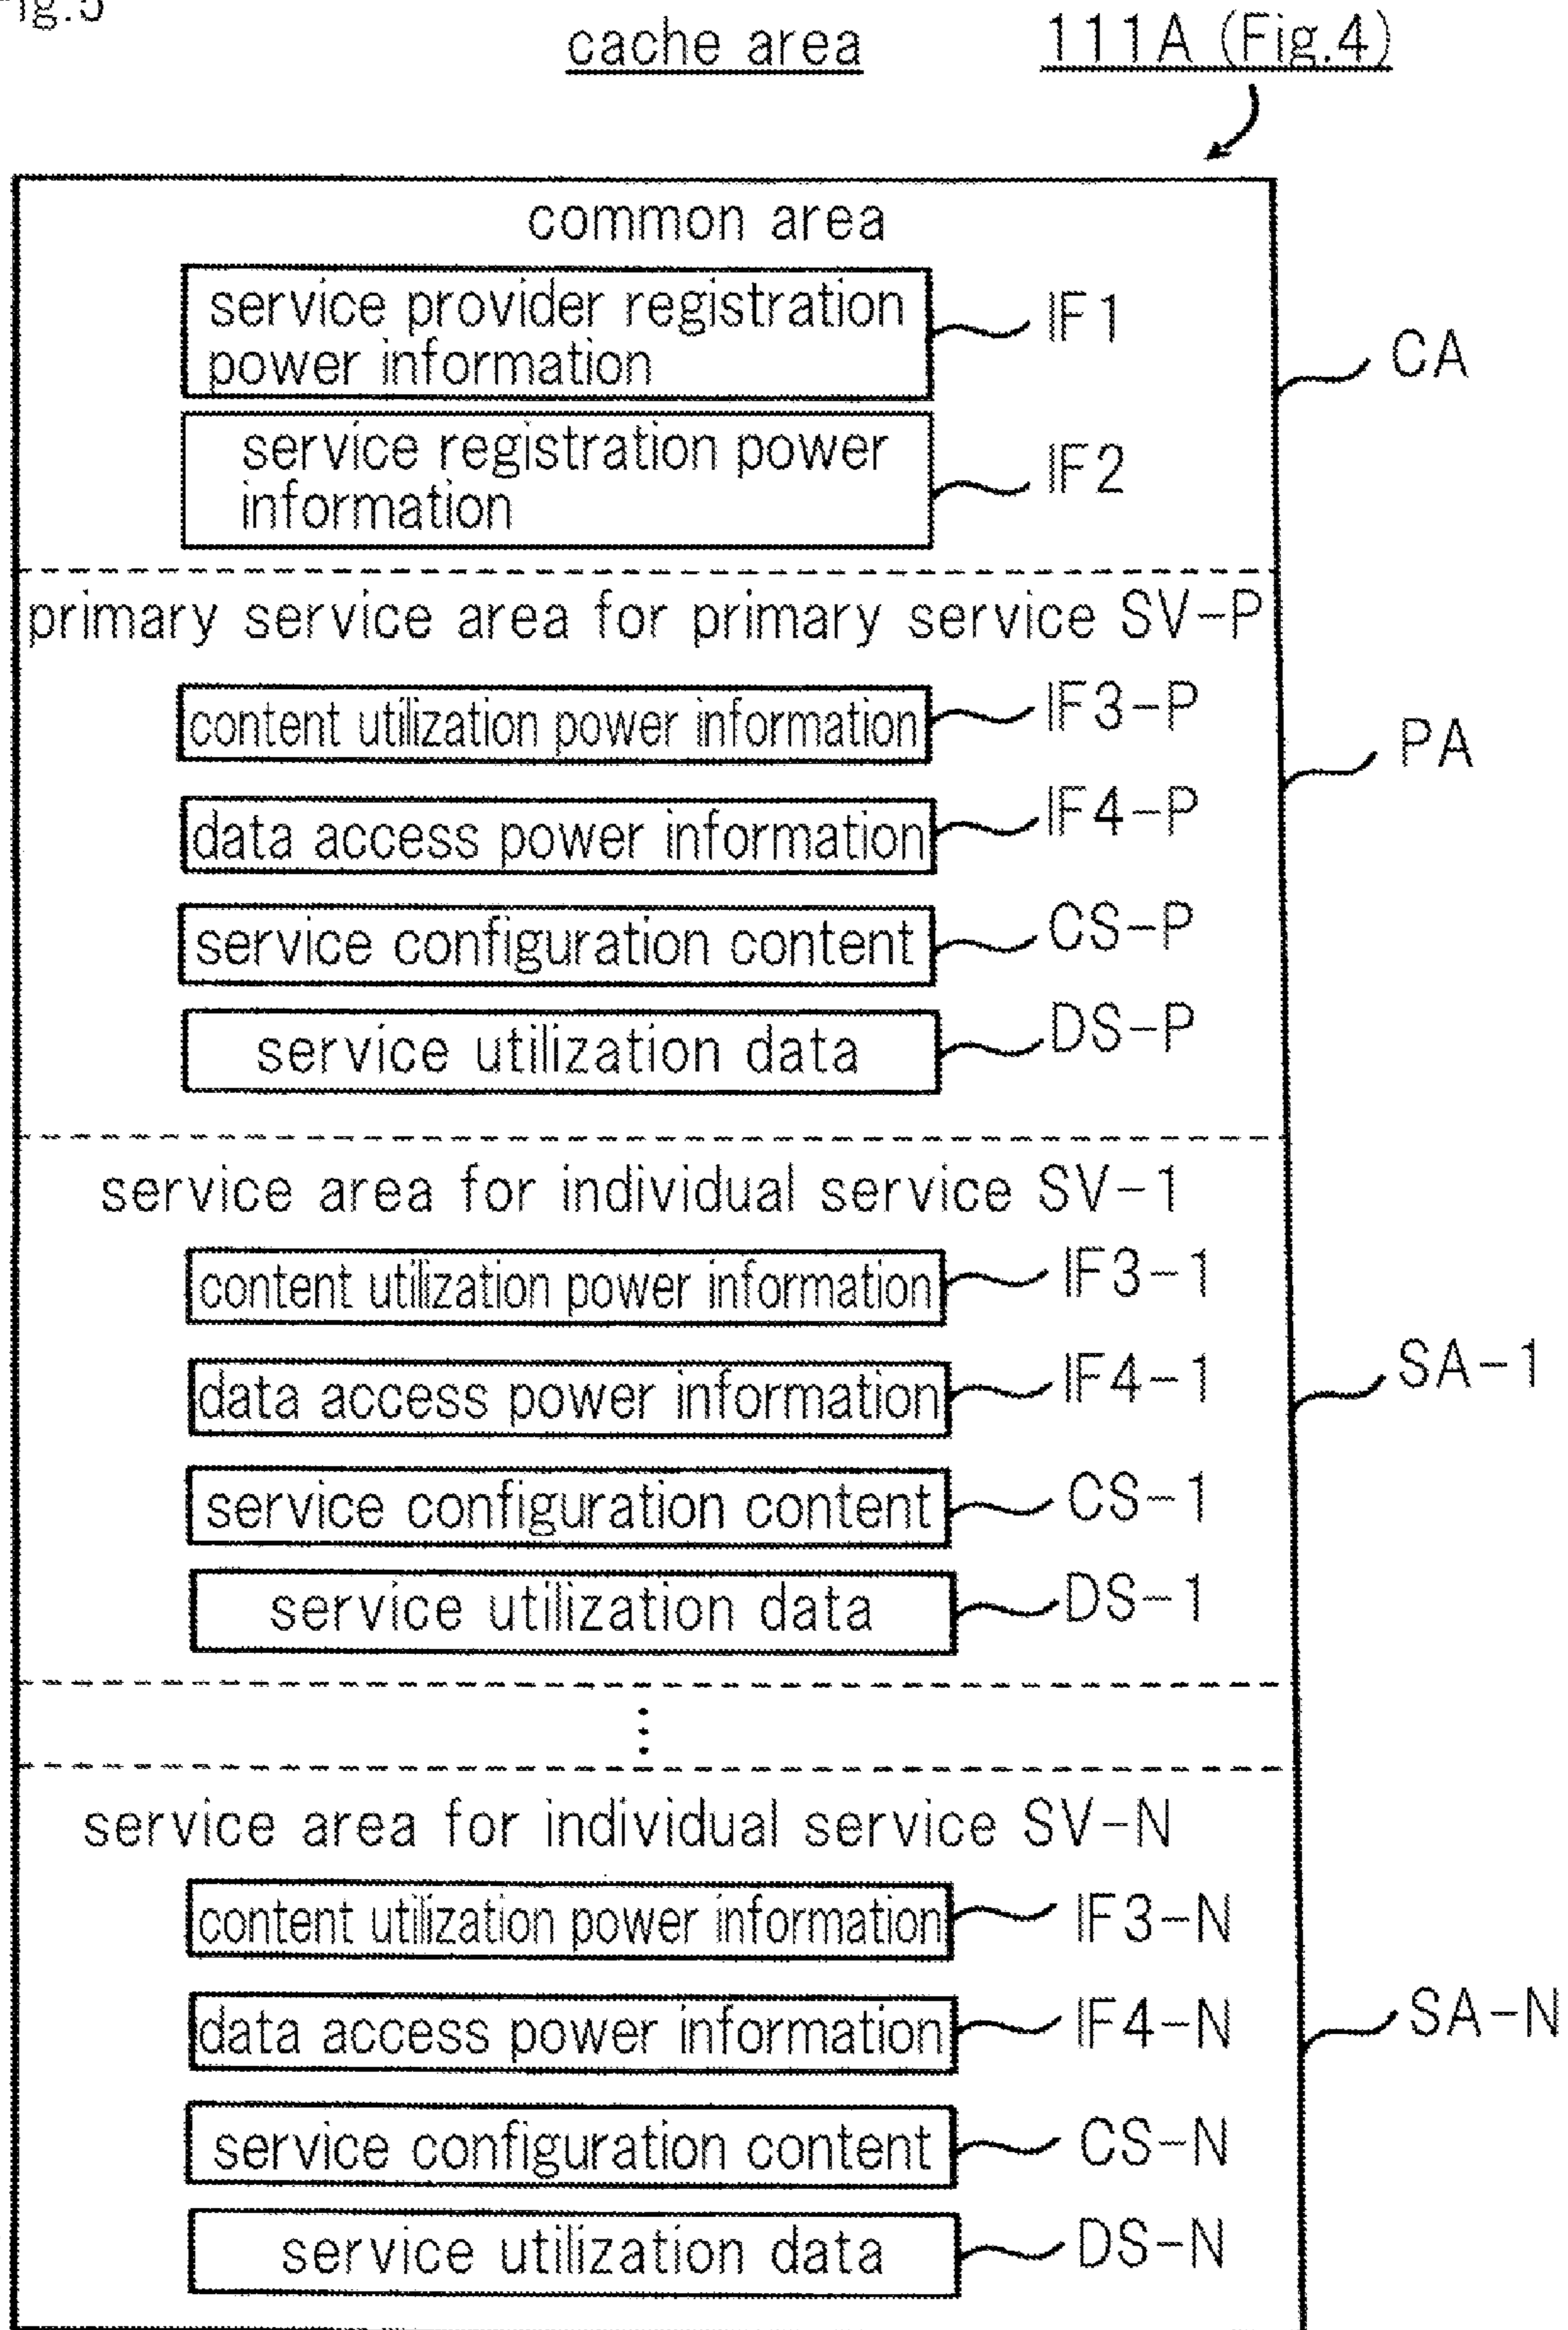 Fig.5
cache area 111A (Fig.4)
common area
service provider registration
power information
IF1
CA
service registration power
information
IF2
primary service area for primary service SV-P
content utilization power information
IF3-P
PA
data access power information
IF4-P
service configuration content
CS-P
service utilization data
DS-P
service area for individual service SV-1
content utilization power information
IF3-1
data access power information
IF4-1
SA-1
service configuration content
CS-1
service utilization data
DS-1
service area for individual service SV-N
content utilization power information
IF3-N
data access power information
IF4-N
SA-N
service configuration content
CS-N
service utilization data
DS-N